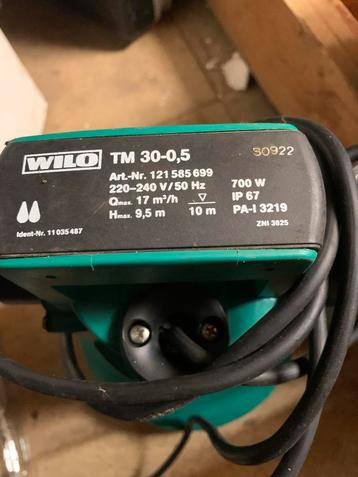 WILO TM 30-0,5 S0922
Art.-Nr. 121 585 699
220-240 V/50 Hz 700 W
Qmax. 17 m³/h ▽ IP 67
Hmax. 9,5 m 10 m PA-I 3219
Ident-Nr. 11 035 487 ZNI 3825